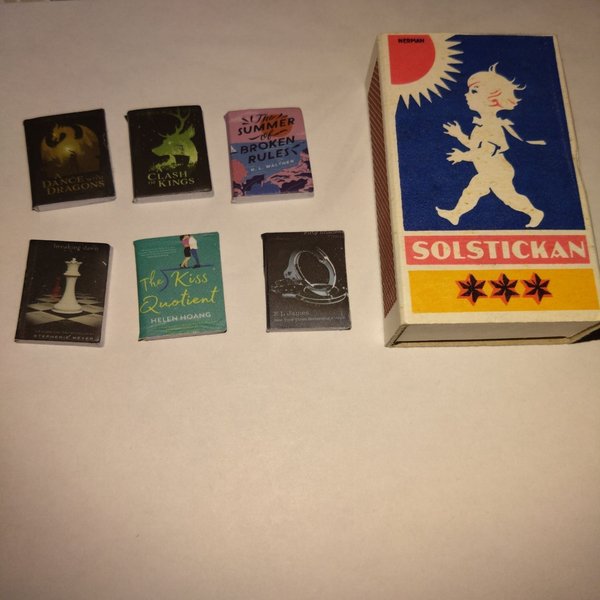 A DANCE WITH
DRAGONS
A CLASH OF
KINGS
The
SUMMER
of
BROKEN
RULES
K. L. WALTHER
NERMAN
SOLSTICKAN
breaking dawn
STEPHENIE MEYER
The Kiss
Quotient
HELEN HOANG
E L James